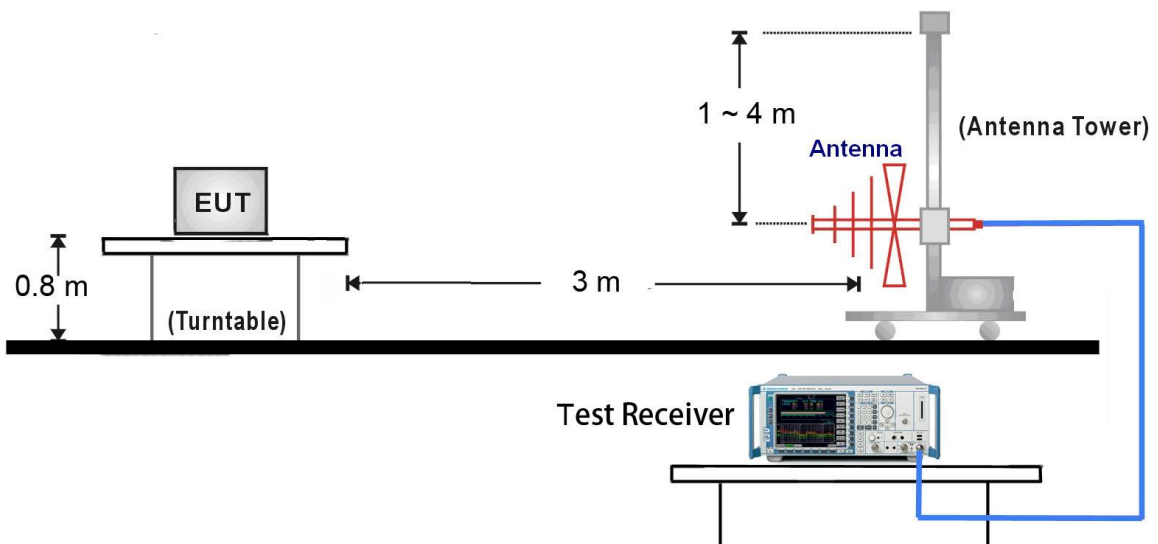 1 ~ 4 m
(Antenna Tower)
Antenna
EUT
0.8 m
3 m
(Turntable)
Test Receiver